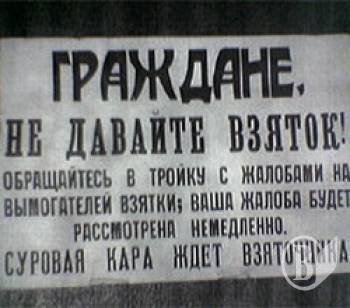 ГРАЖДАНЕ,
НЕ ДАВАЙТЕ ВЗЯТОК!
ОБРАЩАЙТЕСЬ В ТРОЙКУ С ЖАЛОБАМИ НА
ВЫМОГАТЕЛЕЙ ВЗЯТКИ; ВАША ЖАЛОБА БУДЕТ
РАССМОТРЕНА НЕМЕДЛЕННО.
СУРОВАЯ КАРА ЖДЕТ ВЗЯТОЧНИКА
В